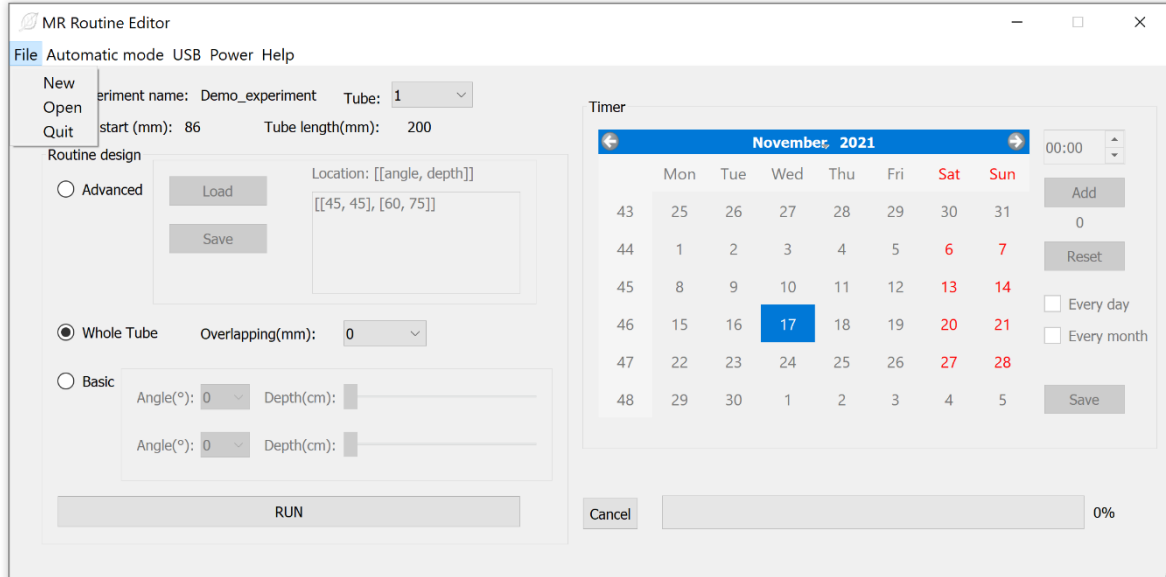 MR Routine Editor
File Automatic mode USB Power Help
New
Open
Quit
eriment name: Demo_experiment Tube: 1
start (mm): 86 Tube length(mm): 200
Routine design
Advanced
Load
Save
Location: [[angle, depth]]
[[45, 45], [60, 75]]
Whole Tube Overlapping(mm): 0
Basic
Angle(°): 0 Depth(cm):
Angle(°): 0 Depth(cm):
RUN
Timer
November, 2021
Mon Tue Wed Thu Fri Sat Sun
43 25 26 27 28 29 30 31
44 1 2 3 4 5 6 7
45 8 9 10 11 12 13 14
46 15 16 17 18 19 20 21
47 22 23 24 25 26 27 28
48 29 30 1 2 3 4 5
00:00
Add
0
Reset
Every day
Every month
Save
Cancel 0%